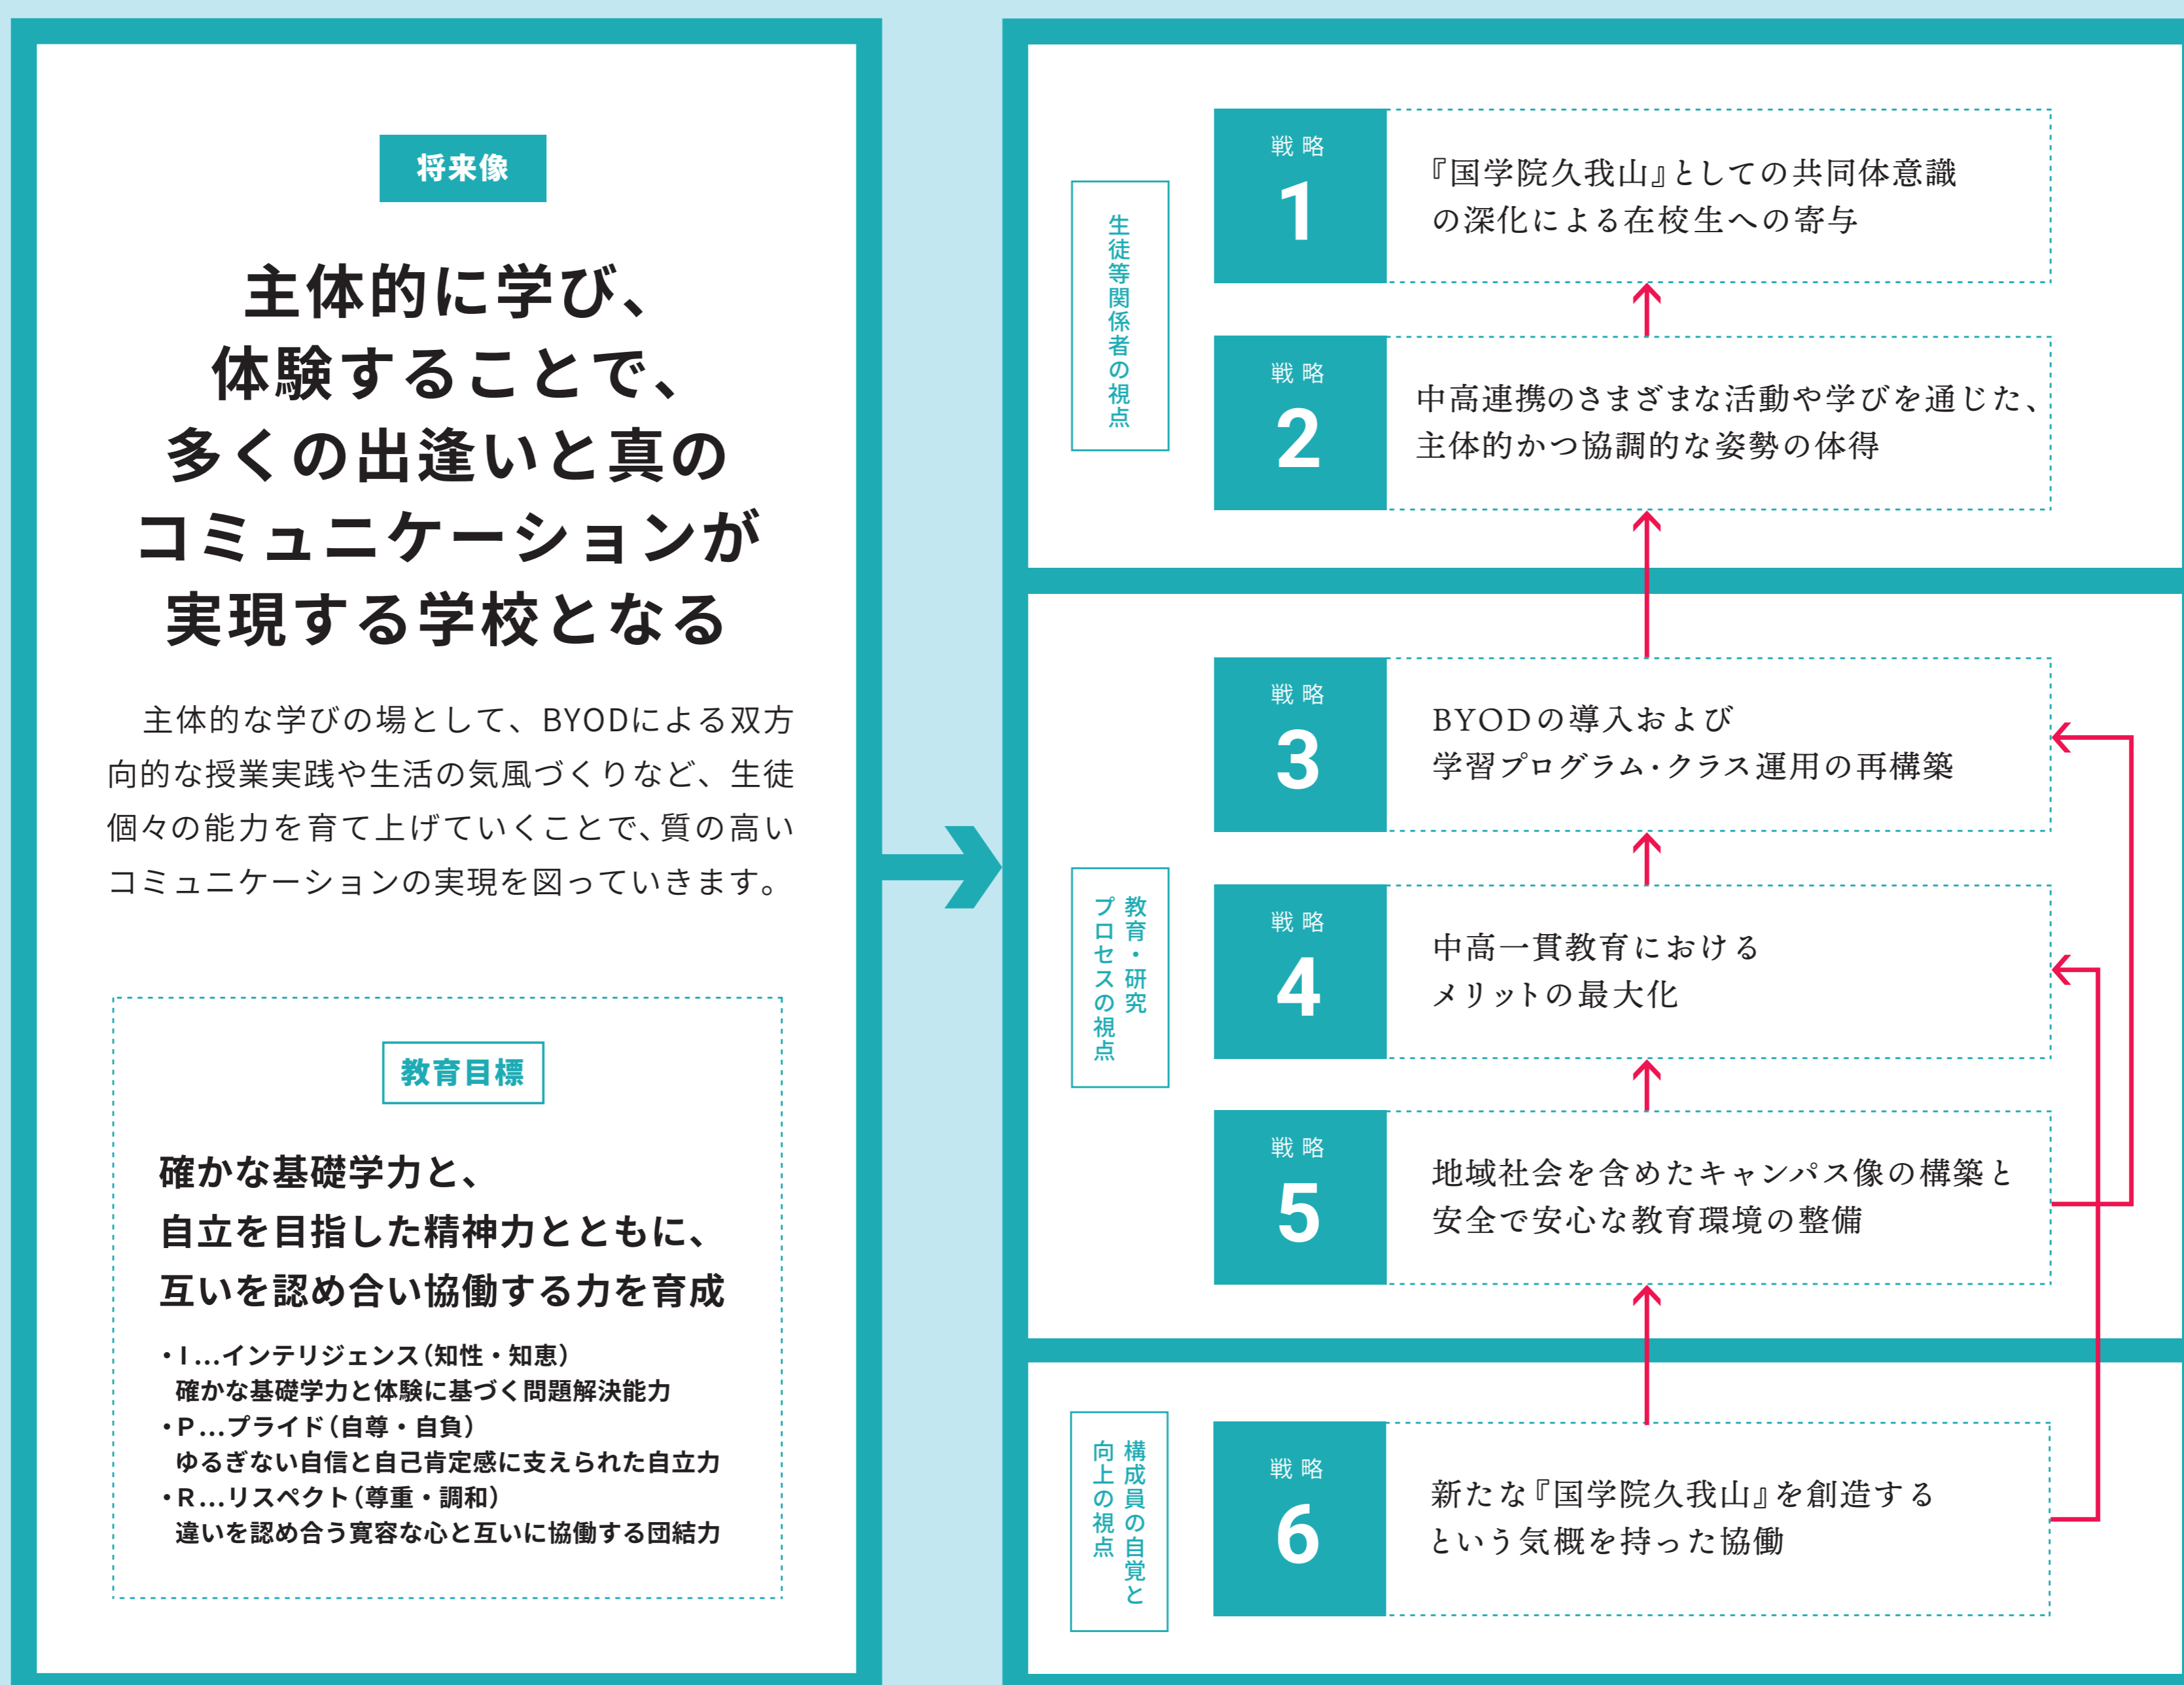 将来像
主体的に学び、
体験することで、
多くの出逢いと真の
コミュニケーションが
実現する学校となる
主体的な学びの場として、BYODによる双方
向的な授業実践や生活の気風づくりなど、生徒
個々の能力を育て上げていくことで、質の高い
コミュニケーションの実現を図っていきます。
教育目標
確かな基礎学力と、
自立を目指した精神力とともに、
互いを認め合い協働する力を育成
・I…インテリジェンス（知性・知恵）
確かな基礎学力と体験に基づく問題解決能力
・P…プライド（自尊・自負）
ゆるぎない自信と自己肯定感に支えられた自立力
・R…リスペクト（尊重・調和）
違いを認め合う寛容な心と互いに協働する団結力
生徒等関係者の視点
戦略
1
『国学院久我山』としての共同体意識
の深化による在校生への寄与
戦略
2
中高連携のさまざまな活動や学びを通じた、
主体的かつ協調的な姿勢の体得
教育・研究
プロセスの視点
戦略
3
BYODの導入および
学習プログラム・クラス運用の再構築
戦略
4
中高一貫教育における
メリットの最大化
戦略
5
地域社会を含めたキャンパス像の構築と
安全で安心な教育環境の整備
構成員の自覚と
向上の視点
戦略
6
新たな『国学院久我山』を創造する
という気概を持った協働